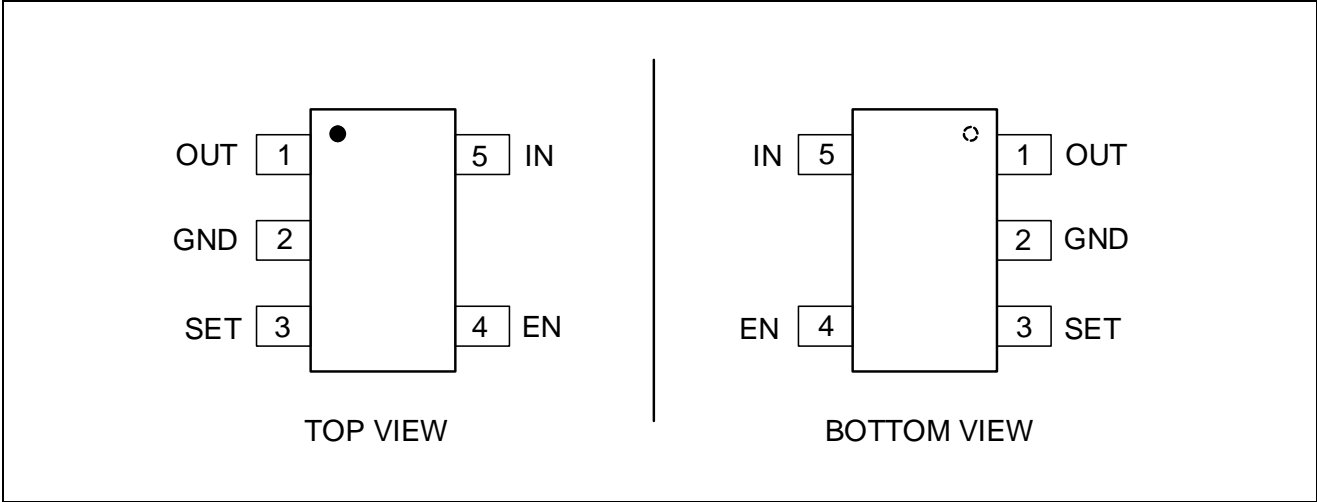 OUT 1 5 IN
GND 2
SET 3 4 EN
TOP VIEW
IN 5 1 OUT
2 GND
EN 4 3 SET
BOTTOM VIEW